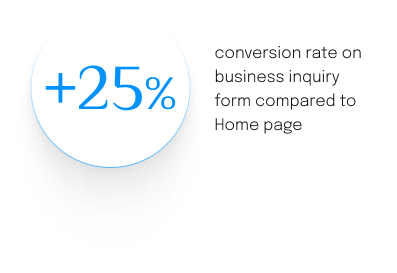 +25%
conversion rate on
business inquiry
form compared to
Home page